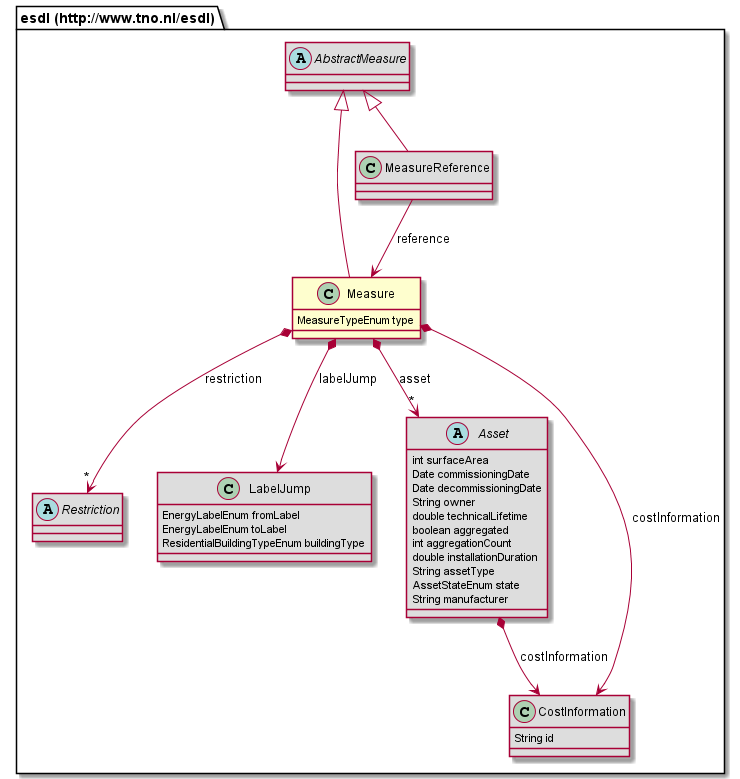 esdl (http://www.tno.nl/esdl)
A AbstractMeasure
C MeasureReference
reference
C Measure
MeasureTypeEnum type
restriction
labelJump
asset
*
*
costInformation
A Restriction
C LabelJump
EnergyLabelEnum fromLabel
EnergyLabelEnum toLabel
ResidentialBuildingTypeEnum buildingType
A Asset
int surfaceArea
Date commissioningDate
Date decommissioningDate
String owner
double technicalLifetime
boolean aggregated
int aggregationCount
double installationDuration
String assetType
AssetStateEnum state
String manufacturer
costInformation
C CostInformation
String id